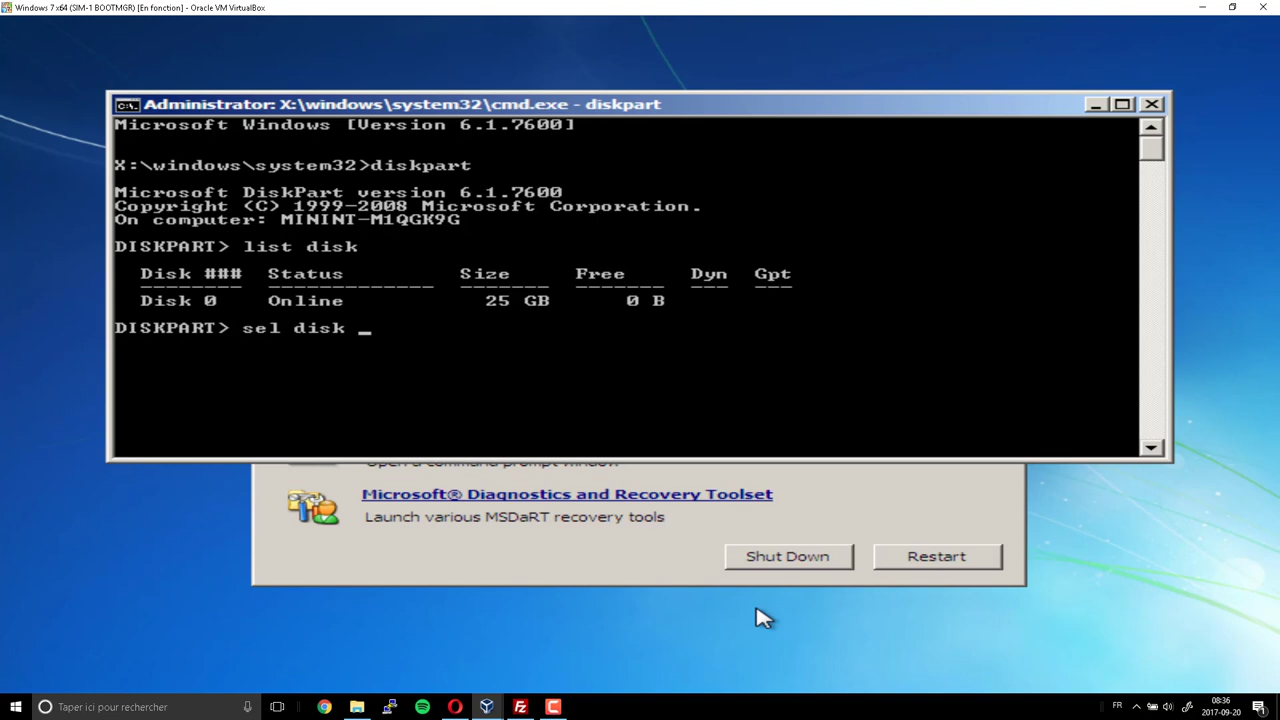 Windows 7 x64 (SIM-1 BOOTMGR) [En fonction] - Oracle VM VirtualBox
Administrator: X:\windows\system32\cmd.exe - diskpart
Microsoft Windows [Version 6.1.7600]
X:\windows\system32>diskpart
Microsoft DiskPart version 6.1.7600
Copyright (C) 1999-2008 Microsoft Corporation.
On computer: MININT-M1QGK9G
DISKPART> list disk
Disk ### Status Size Free Dyn Gpt
-------- ------------- ------- ------- --- ---
Disk 0 Online 25 GB 0 B
DISKPART> sel disk _
Open a command prompt window
Microsoft® Diagnostics and Recovery Toolset
Launch various MSDaRT recovery tools
Shut Down Restart
Taper ici pour rechercher
FR 08:36
2017-09-20